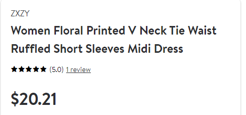 ZXZY
Women Floral Printed V Neck Tie Waist
Ruffled Short Sleeves Midi Dress
★★★★★ (5.0) 1 review
$20.21